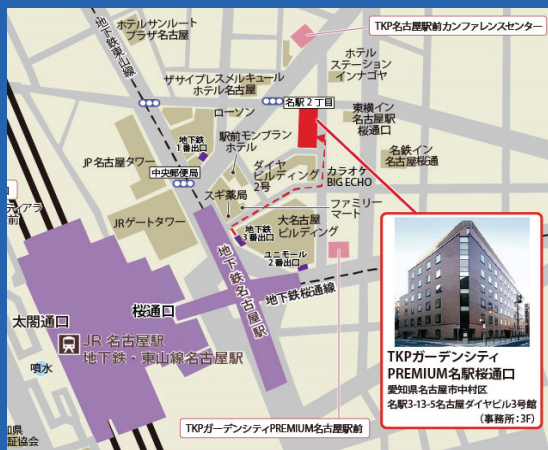 TKP名古屋駅前カンファレンスセンター
地下鉄東山線
ホテルサンルート
プラザ名古屋
ザサイプレスメルキュール
ホテル名古屋
ホテル
ステーション
インナゴヤ
名駅2丁目
ローソン
東横イン
名古屋駅
桜通口
地下鉄
1番出口
駅前モンブラン
ホテル
名鉄イン
名古屋桜通
JP名古屋タワー
中央郵便局
ダイヤ
ビルディング
2号
カラオケ
BIG ECHO
スギ薬局
ファミリー
マート
JRゲートタワー
地下鉄
3番出口
大名古屋
ビルディング
ユニモール
2番出口
ティアラ
前
地下鉄名古屋駅
地下鉄桜通線
桜通口
太閤通口
JR 名古屋駅
地下鉄・東山線名古屋駅
噴水
知県
証協会
TKPガーデンシティPREMIUM名古屋駅前
TKPガーデンシティ
PREMIUM名駅桜通口
愛知県名古屋市中村区
名駅3-13-5名古屋ダイヤビル3号館
(事務所:3F)